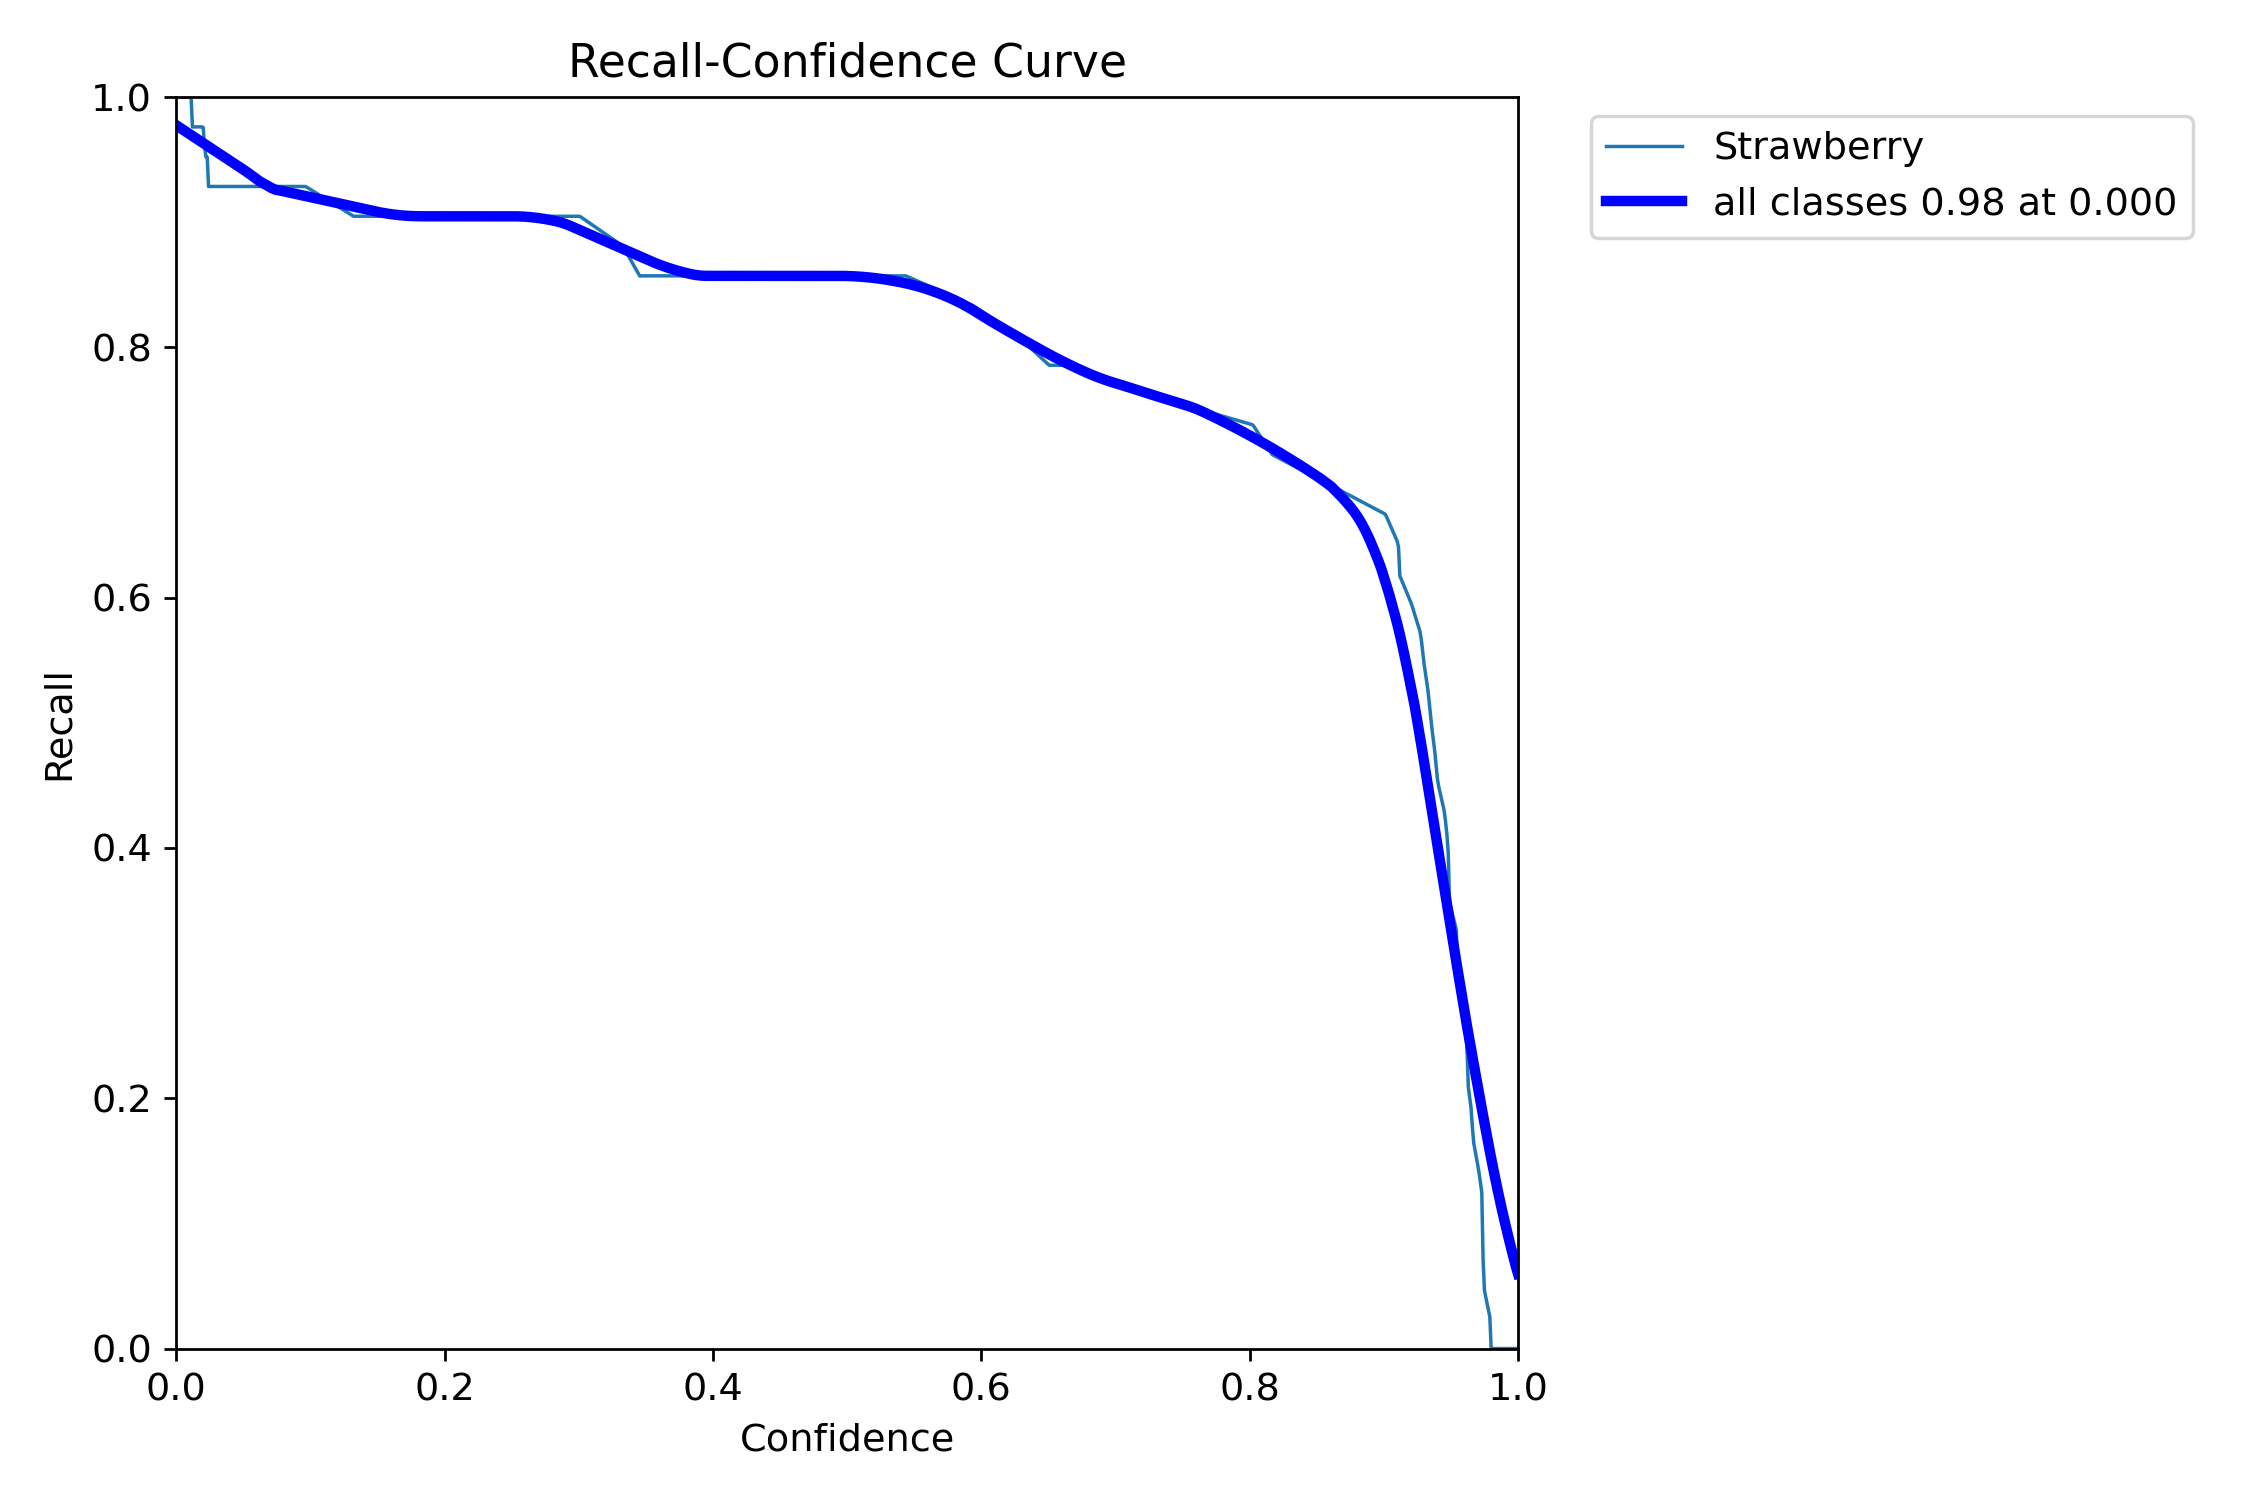 Recall-Confidence Curve
1.0
0.8
0.6
0.4
0.2
0.0
Recall
0.0 0.2 0.4 0.6 0.8 1.0
Confidence
Strawberry
all classes 0.98 at 0.000